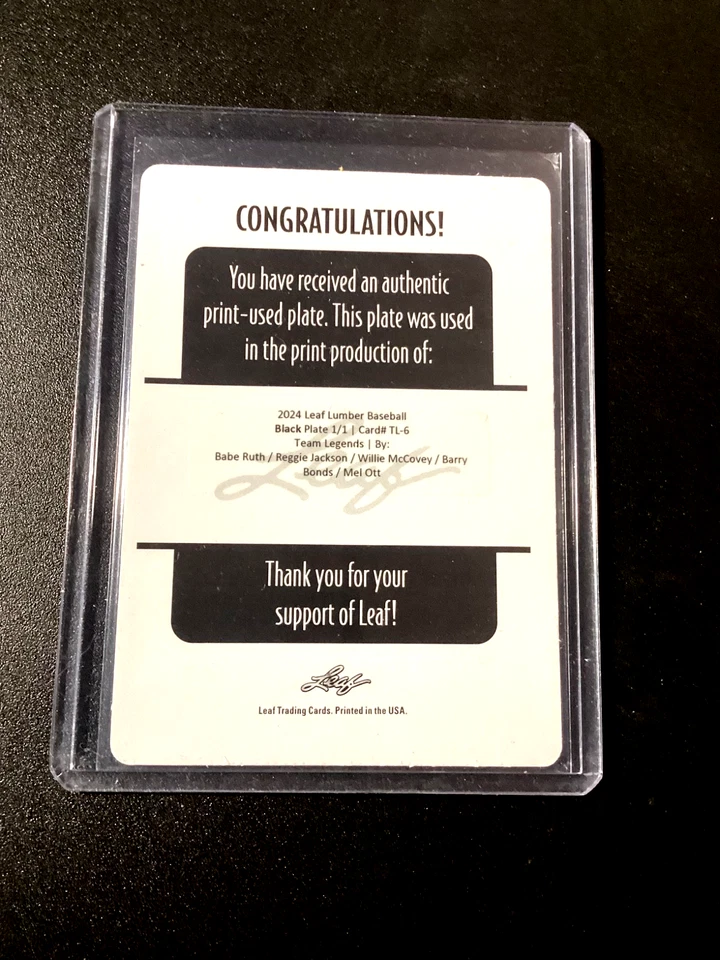 CONGRATULATIONS!
You have received an authentic
print-used plate. This plate was used
in the print production of:
2024 Leaf Lumber Baseball
Black Plate 1/1 | Card# TL-6
Team Legends | By:
Babe Ruth / Reggie Jackson / Willie McCovey / Barry
Bonds / Mel Ott
Leaf
Thank you for your
support of Leaf!
Leaf
Leaf Trading Cards. Printed in the USA.